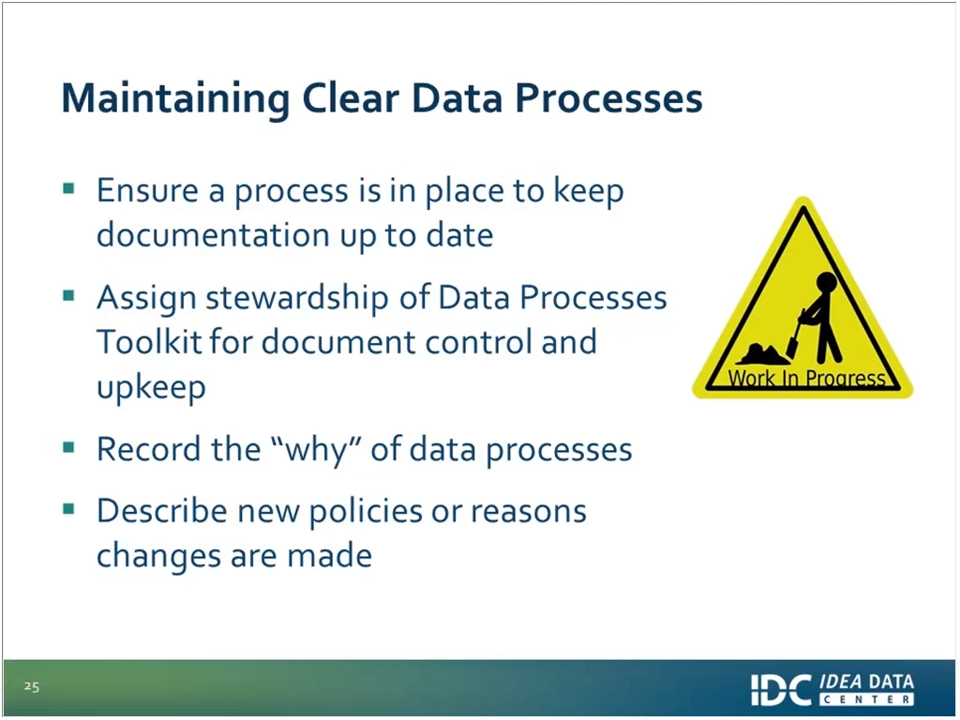 Maintaining Clear Data Processes
Ensure a process is in place to keep
documentation up to date
Assign stewardship of Data Processes
Toolkit for document control and
upkeep
Record the “why” of data processes
Describe new policies or reasons
changes are made
Work In Progress
25
IDC IDEA DATA
CENTER